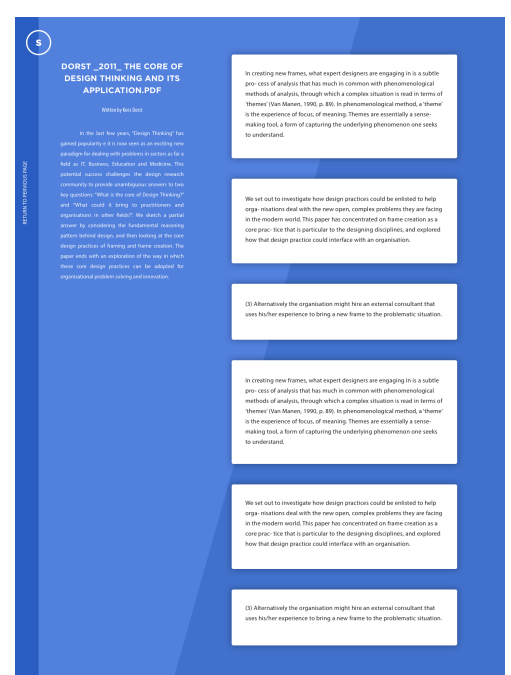 S
RETURN TO PERVIOUS PAGE
DORST _2011_ THE CORE OF
DESIGN THINKING AND ITS
APPLICATION.PDF
Written by Kees Dorst
In the last few years, "Design Thinking" has
gained popularity e it is now seen as an exciting new
paradigm for dealing with problems in sectors as far a
field as IT, Business, Education and Medicine. This
potential success challenges the design research
community to provide unambiguous answers to two
key questions: "What is the core of Design Thinking?"
and "What could it bring to practitioners and
organisations in other fields?". We sketch a partial
answer by considering the fundamental reasoning
pattern behind design, and then looking at the core
design practices of framing and frame creation. The
paper ends with an exploration of the way in which
these core design practices can be adopted for
organisational problem solving and innovation.
In creating new frames, what expert designers are engaging in is a subtle
pro- cess of analysis that has much in common with phenomenological
methods of analysis, through which a complex situation is read in terms of
'themes' (Van Manen, 1990, p. 89). In phenomenological method, a 'theme'
is the experience of focus, of meaning. Themes are essentially a sense-
making tool, a form of capturing the underlying phenomenon one seeks
to understand.
We set out to investigate how design practices could be enlisted to help
orga- nisations deal with the new open, complex problems they are facing
in the modern world. This paper has concentrated on frame creation as a
core prac- tice that is particular to the designing disciplines, and explored
how that design practice could interface with an organisation.
(3) Alternatively the organisation might hire an external consultant that
uses his/her experience to bring a new frame to the problematic situation.
In creating new frames, what expert designers are engaging in is a subtle
pro- cess of analysis that has much in common with phenomenological
methods of analysis, through which a complex situation is read in terms of
'themes' (Van Manen, 1990, p. 89). In phenomenological method, a 'theme'
is the experience of focus, of meaning. Themes are essentially a sense-
making tool, a form of capturing the underlying phenomenon one seeks
to understand.
We set out to investigate how design practices could be enlisted to help
orga- nisations deal with the new open, complex problems they are facing
in the modern world. This paper has concentrated on frame creation as a
core prac- tice that is particular to the designing disciplines, and explored
how that design practice could interface with an organisation.
(3) Alternatively the organisation might hire an external consultant that
uses his/her experience to bring a new frame to the problematic situation.